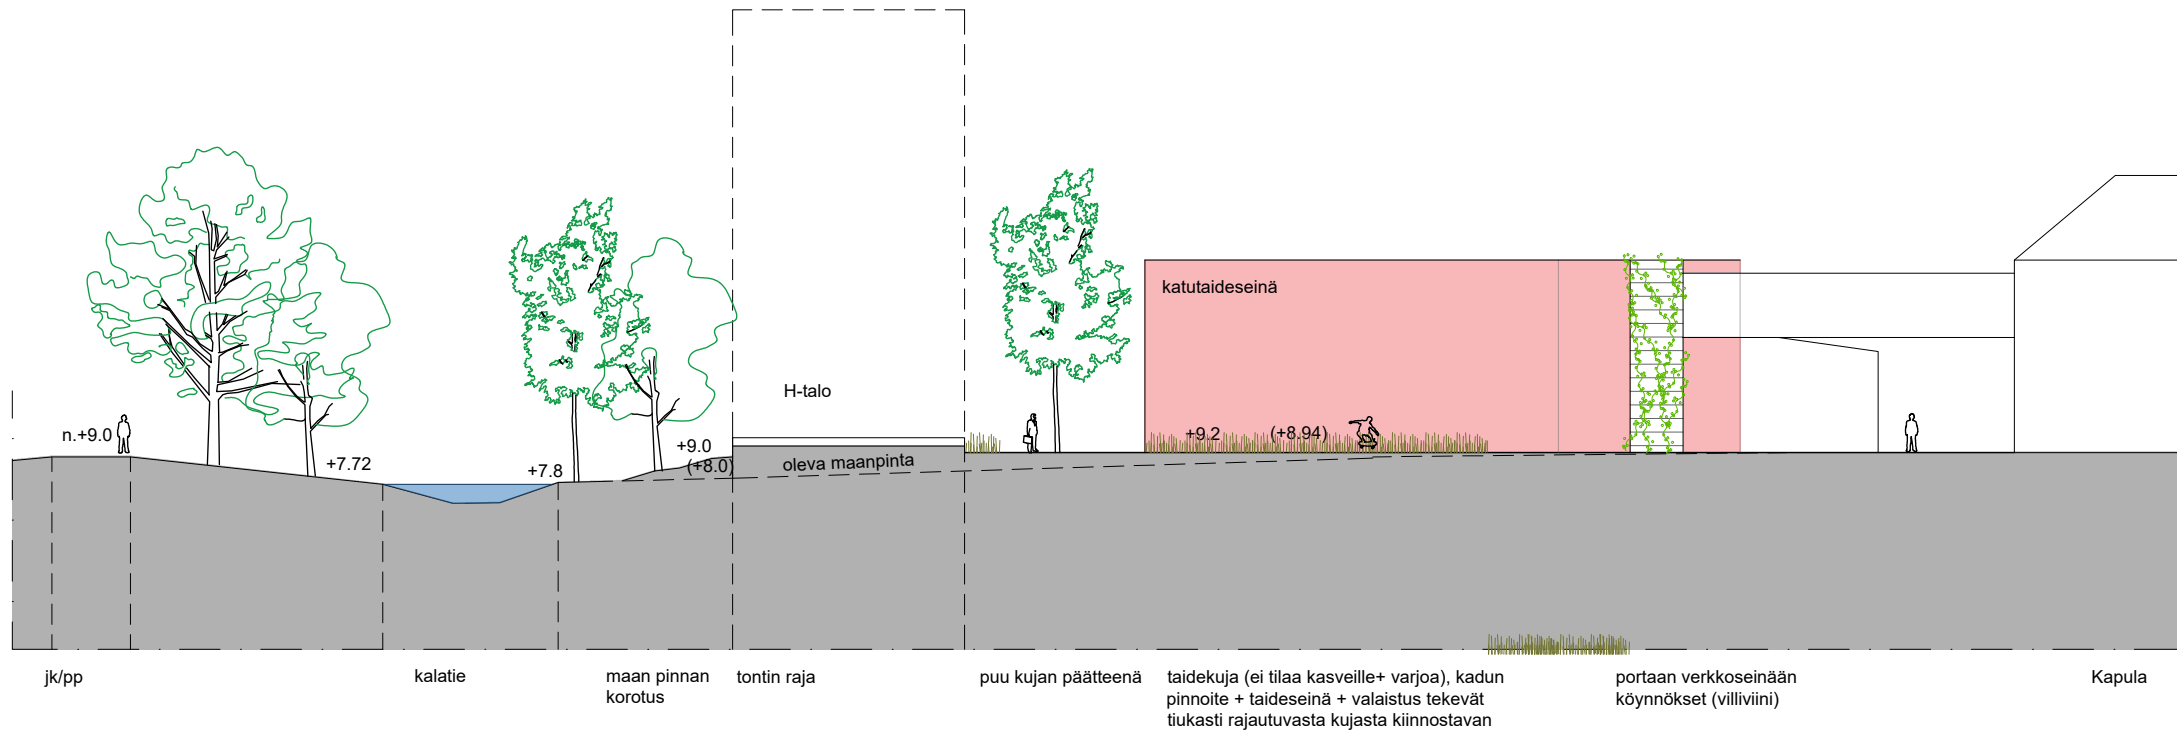 katutaideseinä
H-talo
n.+9.0
+7.72
+7.8
+9.0
(+8.0)
oleva maanpinta
+9.2
(+8.94)
jk/pp
kalatie
maan pinnan
korotus
tontin raja
puu kujan päätteenä
taidekuja (ei tilaa kasveille+ varjoa), kadun
pinnoite + taideseinä + valaistus tekevät
tiukasti rajautuvasta kujasta kiinnostavan
portaan verkkoseinään
köynnökset (villiviini)
Kapula